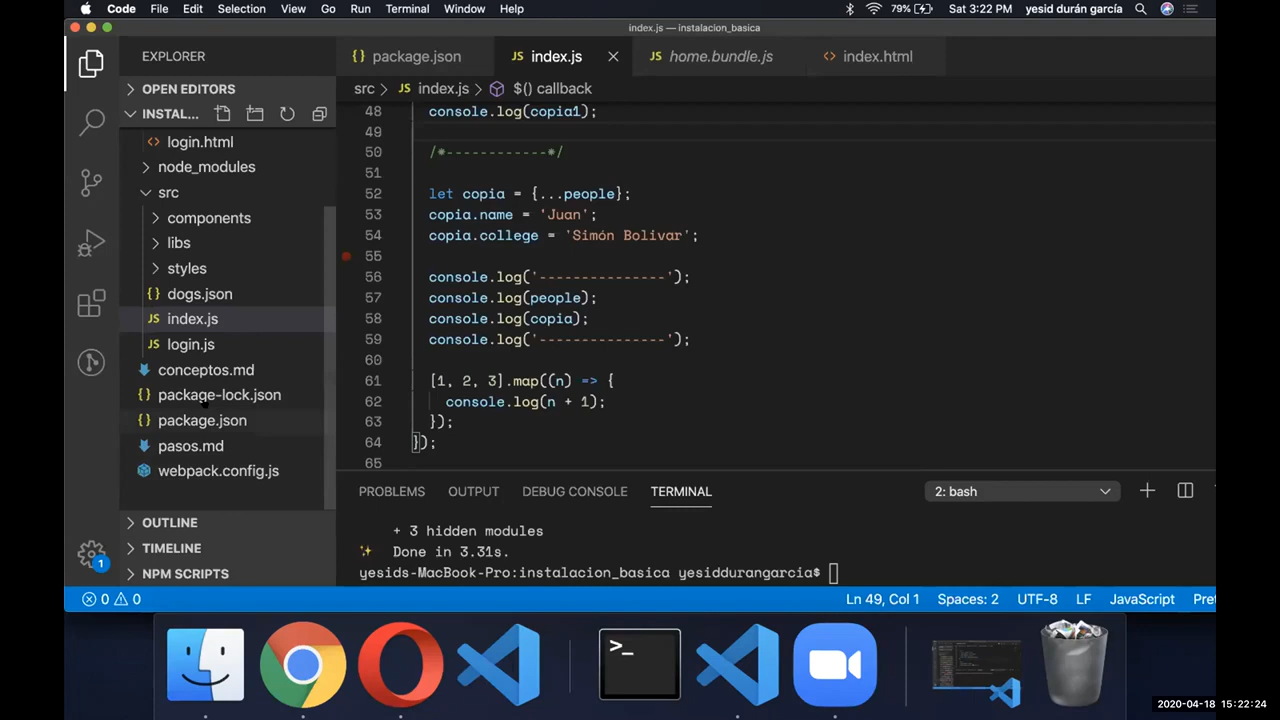 Code File Edit Selection View Go Run Terminal Window Help 79% Sat 3:22 PM yesid durán garcía
index.js — instalacion_basica
EXPLORER
OPEN EDITORS
INSTAL...
login.html
node_modules
src
components
libs
styles
dogs.json
index.js
login.js
conceptos.md
package-lock.json
package.json
pasos.md
webpack.config.js
OUTLINE
TIMELINE
NPM SCRIPTS
1
package.json index.js home.bundle.js index.html
src > index.js > $() callback
48 console.log(copia1);
49
50 /*------------*/
51
52 let copia = {...people};
53 copia.name = 'Juan';
54 copia.college = 'Simón Bolivar';
55
56 console.log('---------------');
57 console.log(people);
58 console.log(copia);
59 console.log('---------------');
60
61 [1, 2, 3].map((n) => {
62 console.log(n + 1);
63 });
64 });
65
PROBLEMS OUTPUT DEBUG CONSOLE TERMINAL 2: bash
+ 3 hidden modules
✨ Done in 3.31s.
yesids-MacBook-Pro:instalacion_basica yesiddurangarcia$
0 0 Ln 49, Col 1 Spaces: 2 UTF-8 LF JavaScript Pret
>_
2020-04-18 15:22:24